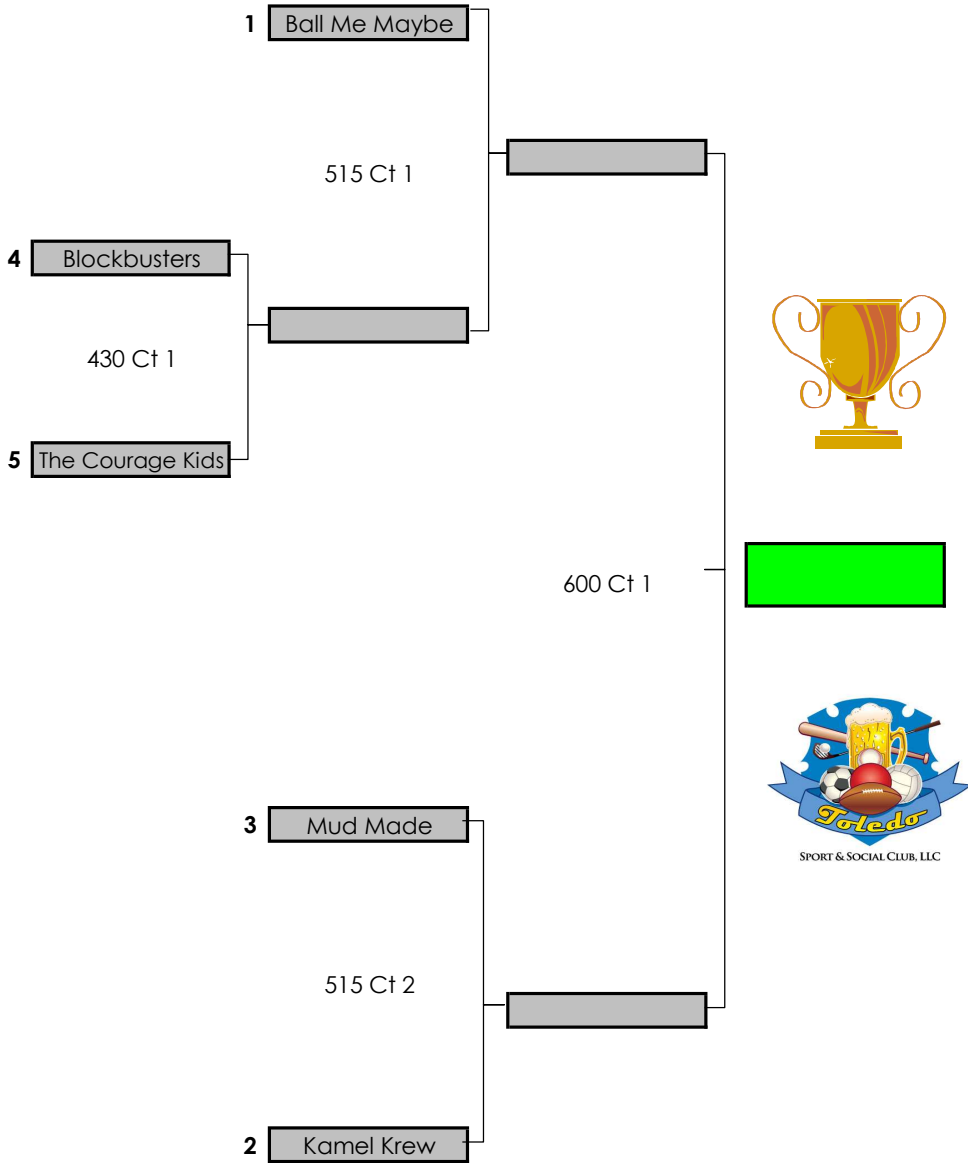 1 Ball Me Maybe
515 Ct 1
4 Blockbusters
430 Ct 1
5 The Courage Kids
600 Ct 1
3 Mud Made
515 Ct 2
2 Kamel Krew
Toledo
SPORT & SOCIAL CLUB, LLC